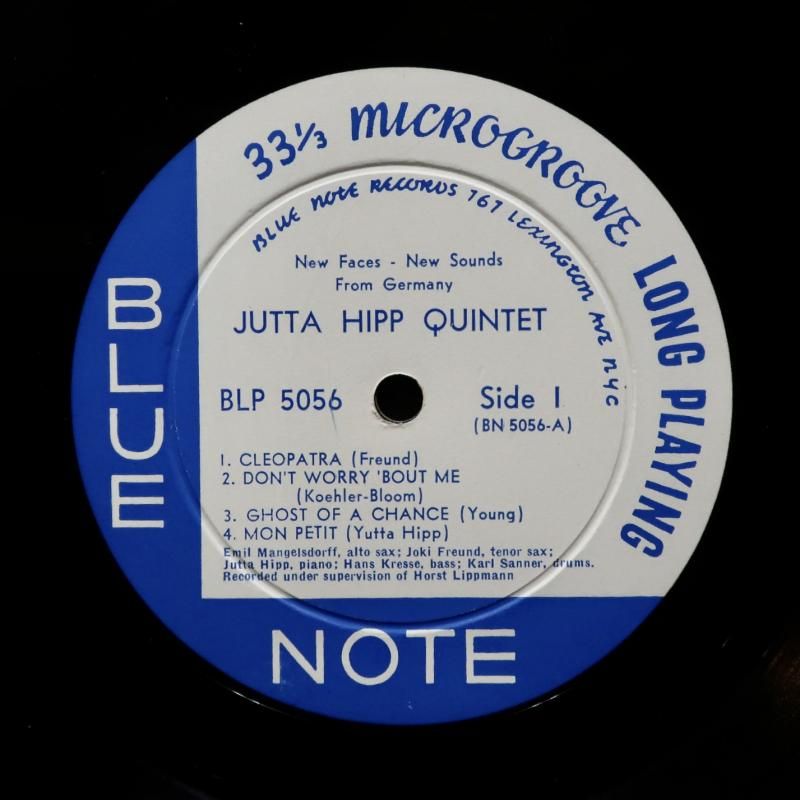 33⅓ MICROGROOVE LONG PLAYING
BLUE NOTE RECORDS 767 LEXINGTON AVE NYC
New Faces - New Sounds
From Germany
JUTTA HIPP QUINTET
BLP 5056
Side 1
(BN 5056-A)
1. CLEOPATRA (Freund)
2. DON'T WORRY 'BOUT ME
(Koehler-Bloom)
3. GHOST OF A CHANCE (Young)
4. MON PETIT (Yutta Hipp)
Emil Mangelsdorff, alto sax; Joki Freund, tenor sax;
Jutta Hipp, piano; Hans Kresse, bass; Karl Sanner, drums.
Recorded under supervision of Horst Lippmann
BLUE
NOTE